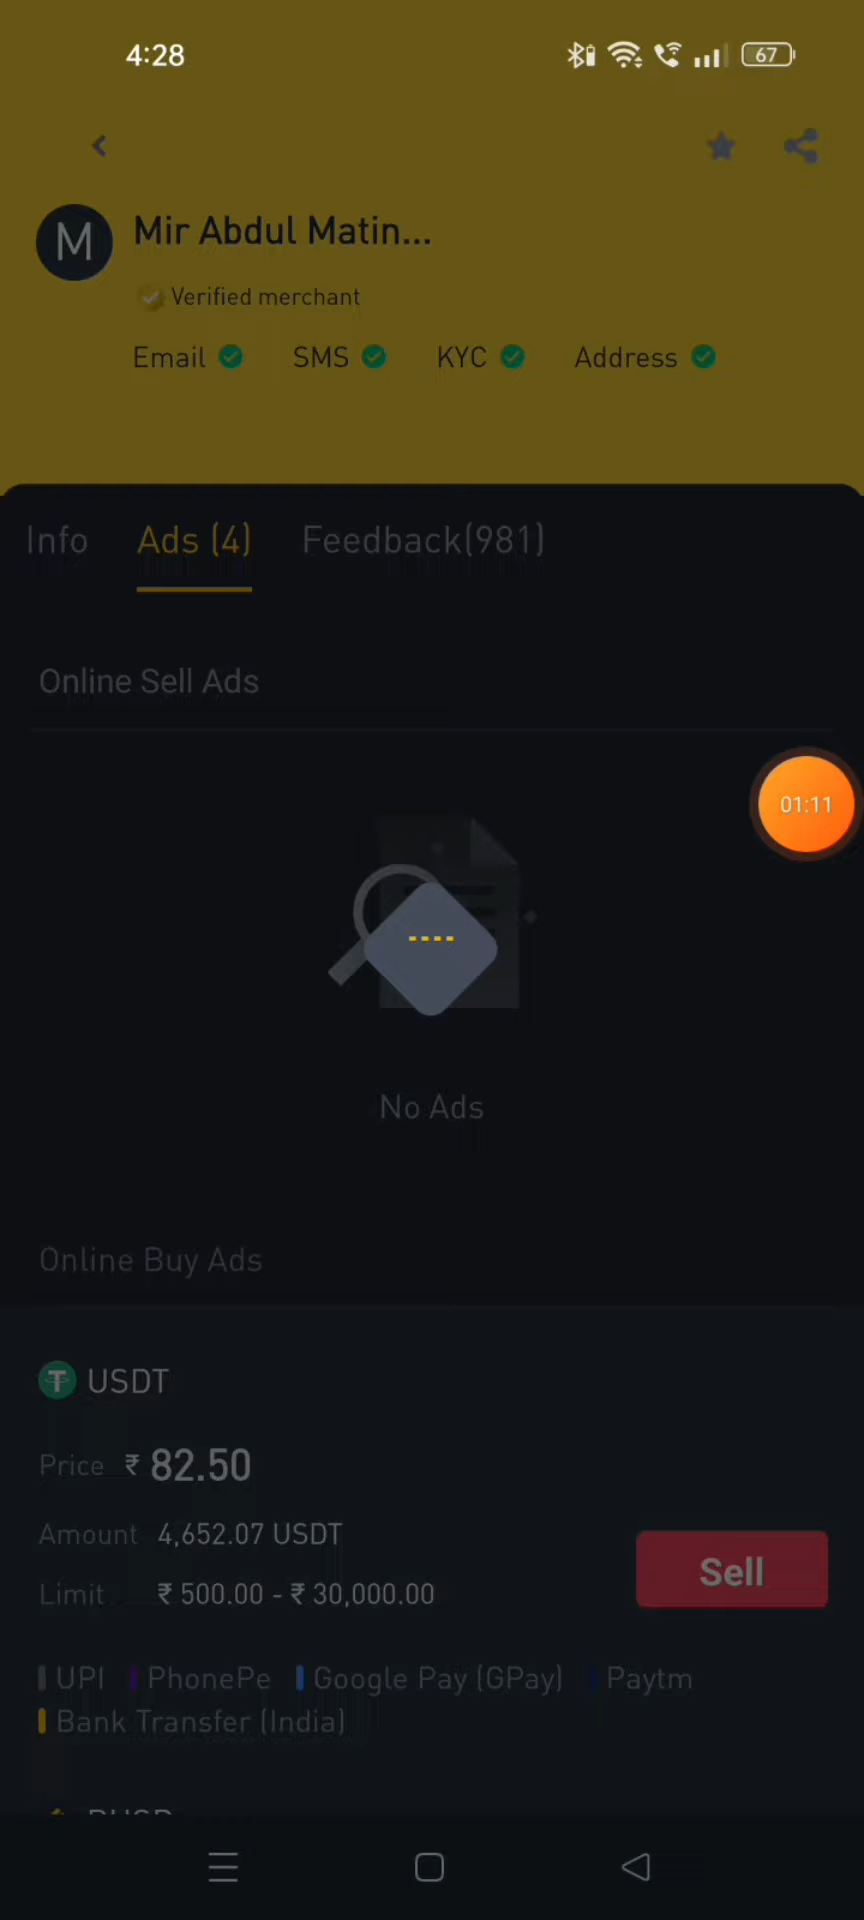 4:28
67
M
Mir Abdul Matin...
Verified merchant
Email SMS KYC Address
Info Ads (4) Feedback(981)
Online Sell Ads
01:11
No Ads
Online Buy Ads
USDT
Price ₹ 82.50
Amount 4,652.07 USDT
Limit ₹ 500.00 - ₹ 30,000.00
Sell
UPI PhonePe Google Pay (GPay) Paytm
Bank Transfer (India)